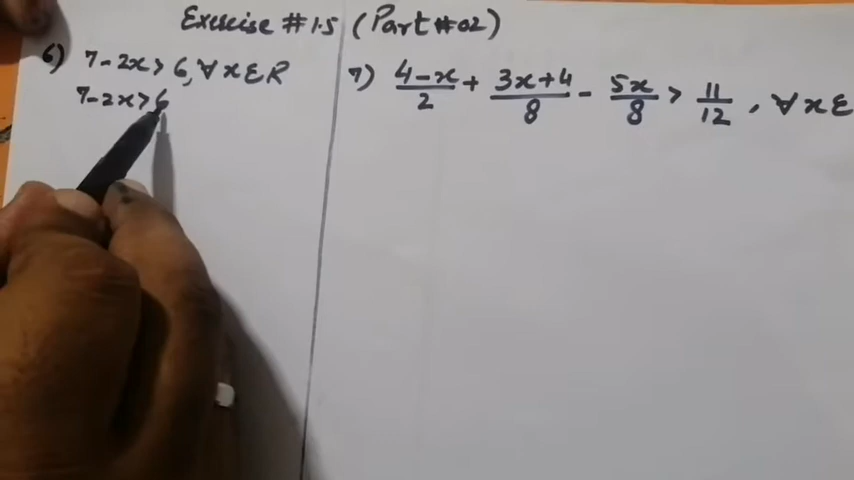 Exercise #1.5 (Part #02)
6) 7-2x > 6, ∀ x ∈ R
7-2x > 6
7) (4-x)/2 + (3x+4)/8 - 5x/8 > 11/12, ∀ x ∈